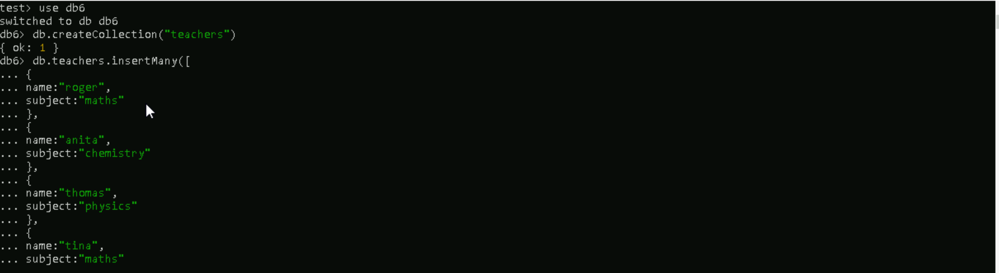 test> use db6
switched to db db6
db6> db.createCollection("teachers")
{ ok: 1 }
db6> db.teachers.insertMany([
... {
... name:"roger",
... subject:"maths"
... },
... {
... name:"anita",
... subject:"chemistry"
... },
... {
... name:"thomas",
... subject:"physics"
... },
... {
... name:"tina",
... subject:"maths"